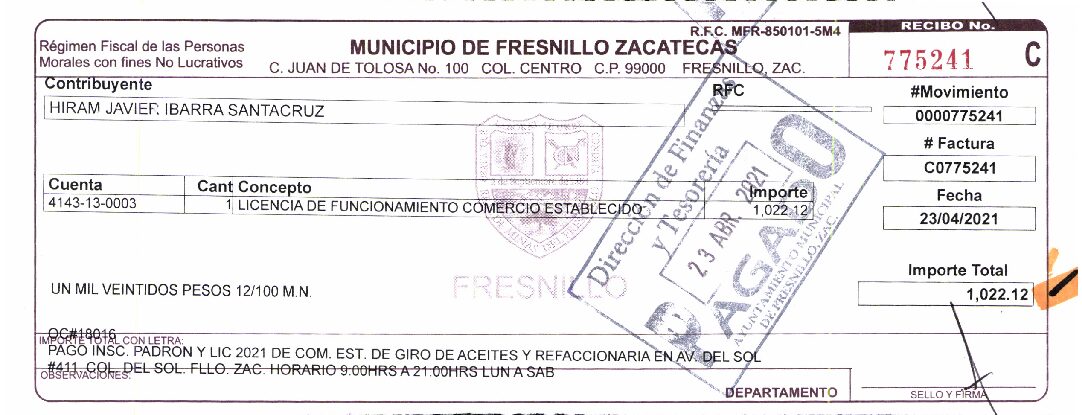 RECIBO No.
R.F.C. MFR-850101-5M4
Régimen Fiscal de las Personas
Morales con fines No Lucrativos
MUNICIPIO DE FRESNILLO ZACATECAS
C. JUAN DE TOLOSA No. 100 COL. CENTRO C.P. 99000 FRESNILLO, ZAC.
775241 C
Contribuyente
RFC
#Movimiento
HIRAM JAVIER IBARRA SANTACRUZ
0000775241
# Factura
C0775241
Cuenta Cant Concepto Importe
Fecha
4143-13-0003 1 LICENCIA DE FUNCIONAMIENTO COMERCIO ESTABLECIDO 1,022.12
23/04/2021
Dirección de Finanzas
y Tesorería
23 ABR. 2021
PAGADO
AYUNTAMIENTO MUNICIPAL
DE FRESNILLO, ZAC.
FRESNILLO
Importe Total
UN MIL VEINTIDOS PESOS 12/100 M.N.
1,022.12
OC#18016
IMPORTE TOTAL CON LETRA:
PAGO INSC. PADRON Y LIC 2021 DE COM. EST. DE GIRO DE ACEITES Y REFACCIONARIA EN AV. DEL SOL
#411, COL. DEL SOL. FLLO. ZAC. HORARIO 9:00HRS A 21:00HRS LUN A SAB
OBSERVACIONES:
DEPARTAMENTO
SELLO Y FIRMA